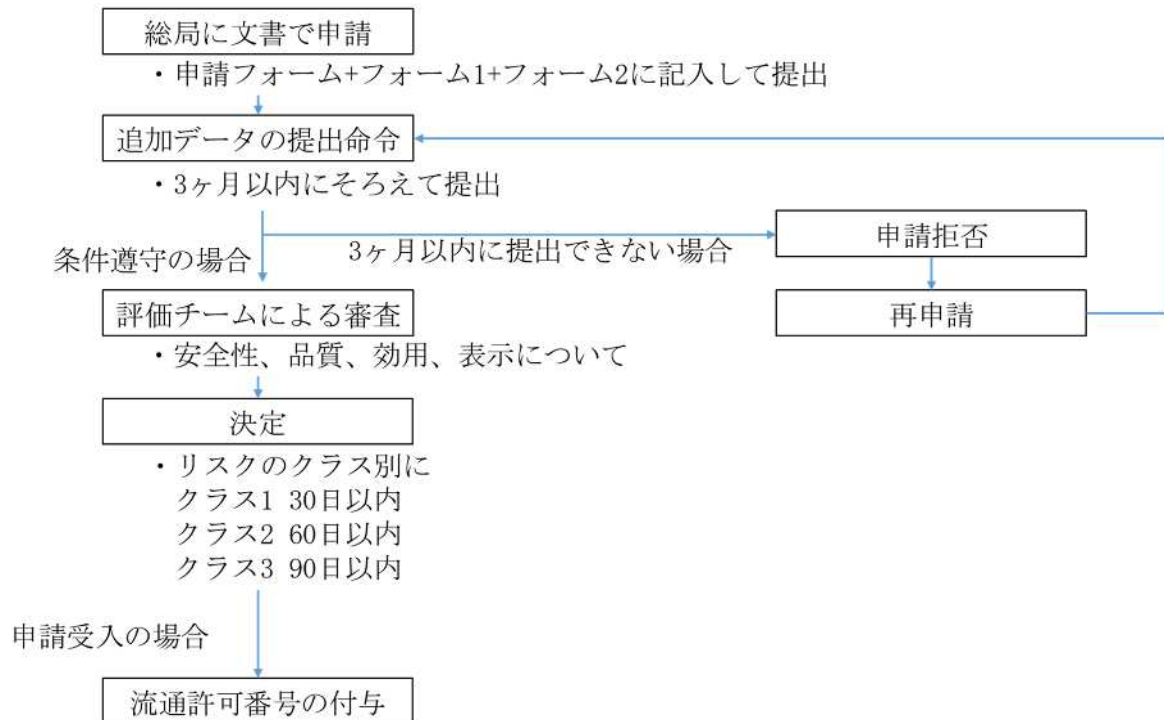 総局に文書で申請
・申請フォーム+フォーム1+フォーム2に記入して提出
追加データの提出命令
・3ヶ月以内にそろえて提出
条件遵守の場合
3ヶ月以内に提出できない場合
申請拒否
再申請
評価チームによる審査
・安全性、品質、効用、表示について
決定
・リスクのクラス別に
クラス1 30日以内
クラス2 60日以内
クラス3 90日以内
申請受入の場合
流通許可番号の付与